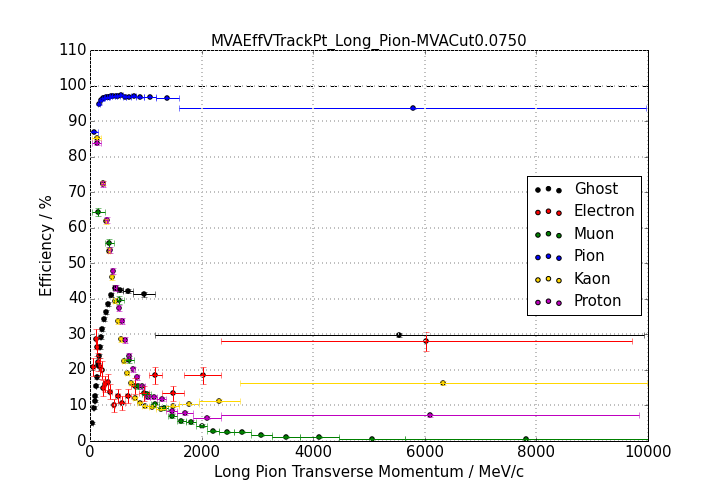 MVAEffVTrackPt_Long_Pion-MVACut0.0750
110
100
90
80
70
60
50
40
30
20
10
0
Efficiency / %
Ghost
Electron
Muon
Pion
Kaon
Proton
0 2000 4000 6000 8000 10000
Long Pion Transverse Momentum / MeV/c